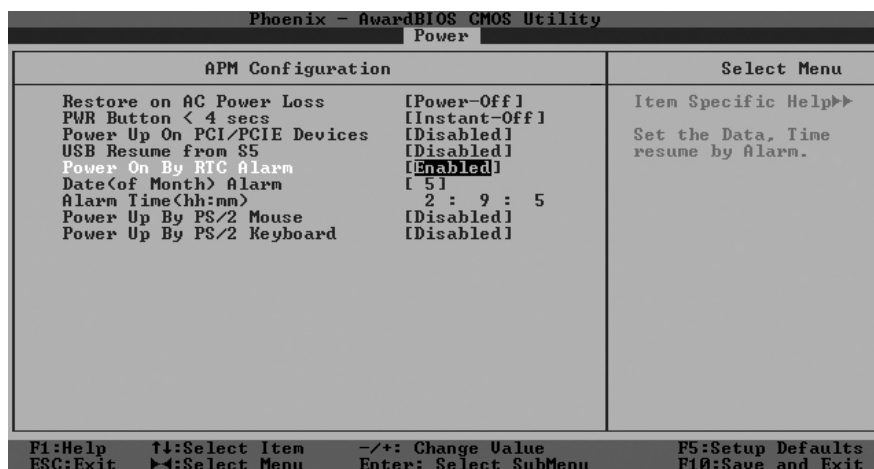 Phoenix - AwardBIOS CMOS Utility
Power
APM Configuration
Select Menu
Restore on AC Power Loss [Power-Off]
PWR Button < 4 secs [Instant-Off]
Power Up On PCI/PCIE Devices [Disabled]
USB Resume from S5 [Disabled]
Power On By RTC Alarm [Enabled]
Date(of Month) Alarm [ 5]
Alarm Time(hh:mm) 2 : 9 : 5
Power Up By PS/2 Mouse [Disabled]
Power Up By PS/2 Keyboard [Disabled]
Item Specific Help▶▶
Set the Data, Time
resume by Alarm.
F1:Help ↑↓:Select Item -/+: Change Value F5:Setup Defaults
ESC:Exit ▶◀:Select Menu Enter: Select SubMenu F10:Save and Exit